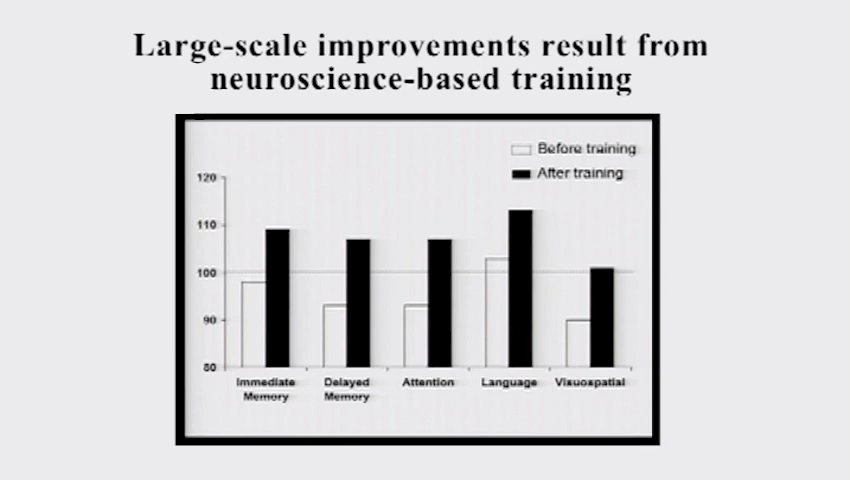 Large-scale improvements result from
neuroscience-based training
Before training
After training
120
110
100
90
80
Immediate
Memory
Delayed
Memory
Attention
Language
Visuospatial